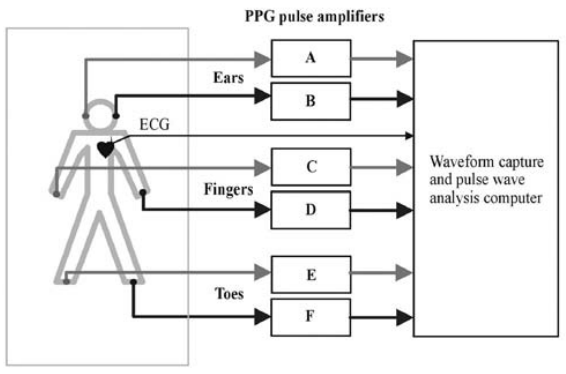 PPG pulse amplifiers
A
Ears
B
ECG
C
Fingers
D
E
Toes
F
Waveform capture
and pulse wave
analysis computer